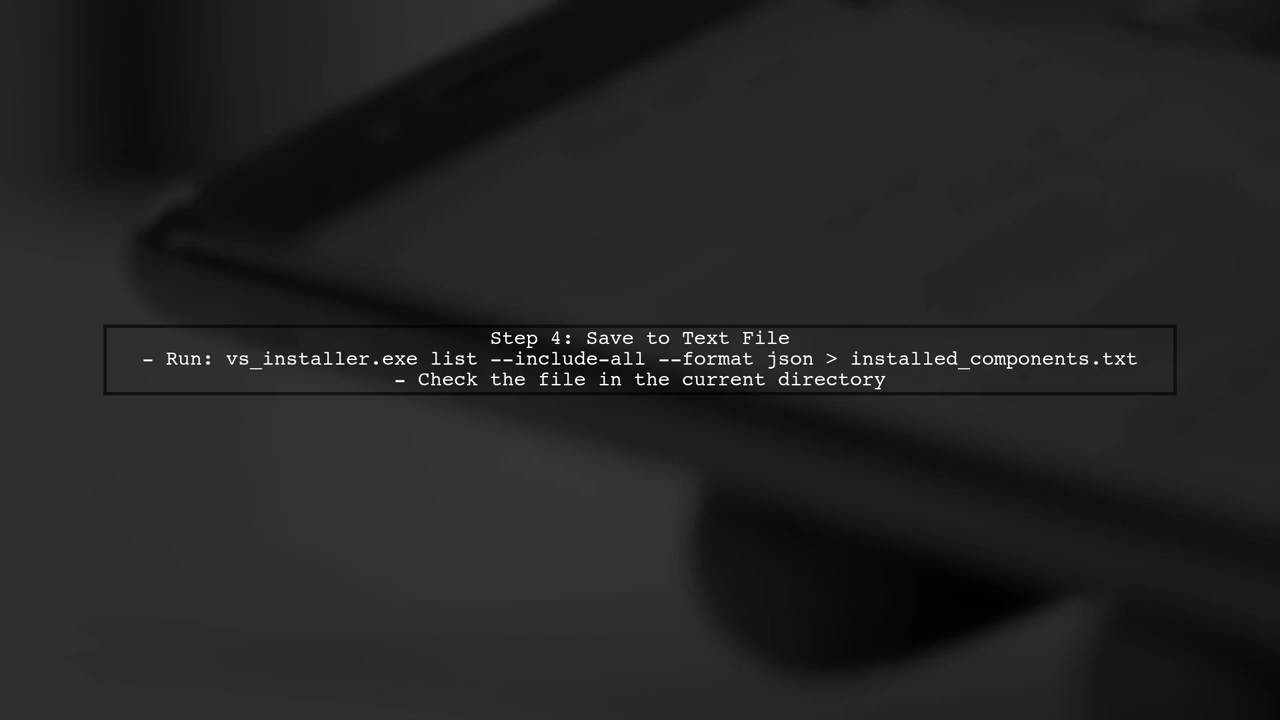 Step 4: Save to Text File
- Run: vs_installer.exe list --include-all --format json > installed_components.txt
- Check the file in the current directory